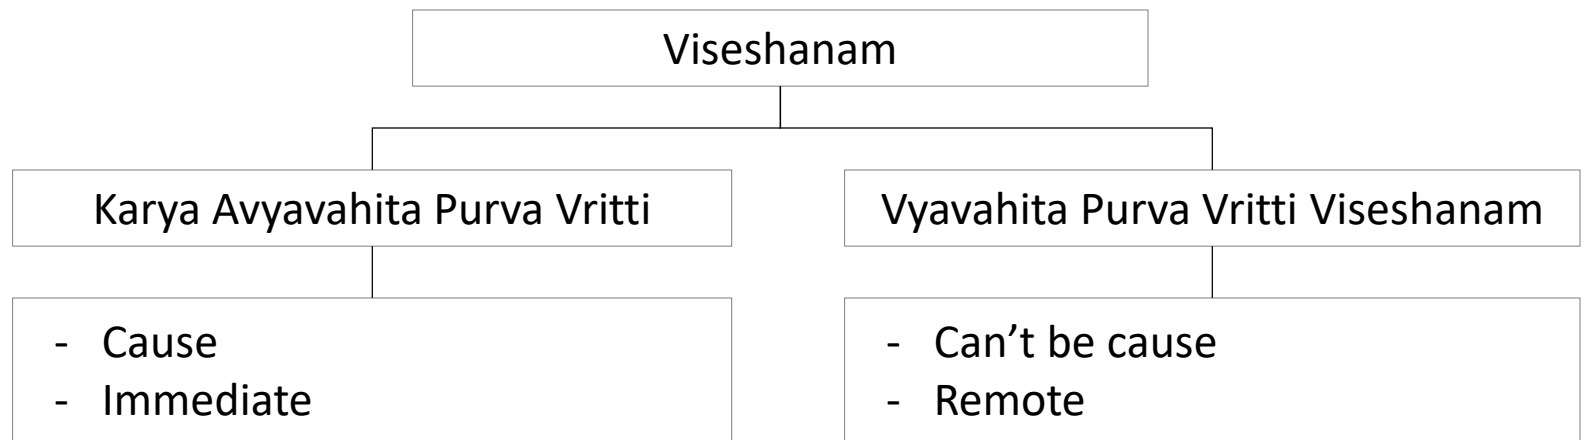 Viseshanam
Karya Avyavahita Purva Vritti
Vyavahita Purva Vritti Viseshanam
- Cause
- Immediate
- Can’t be cause
- Remote